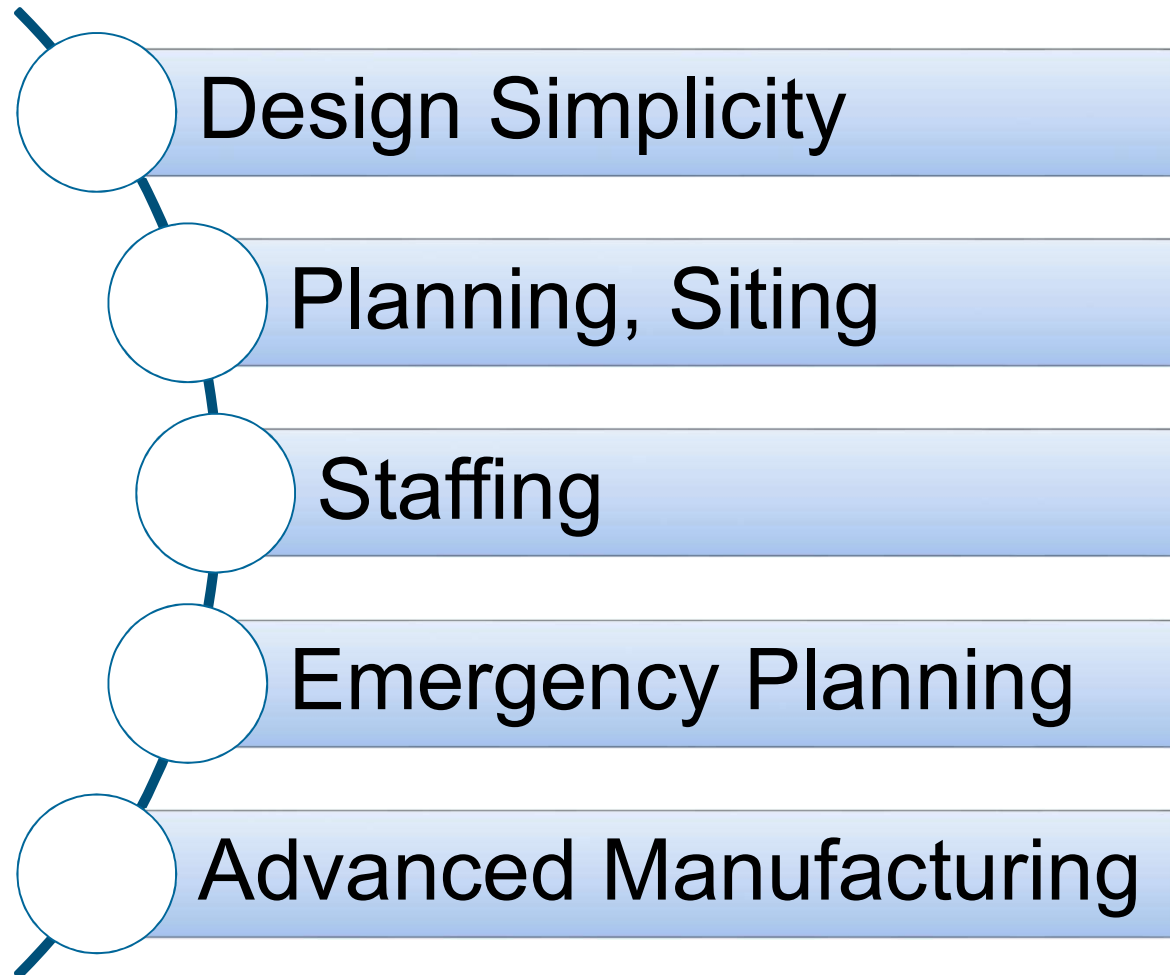 Design Simplicity
Planning, Siting
Staffing
Emergency Planning
Advanced Manufacturing